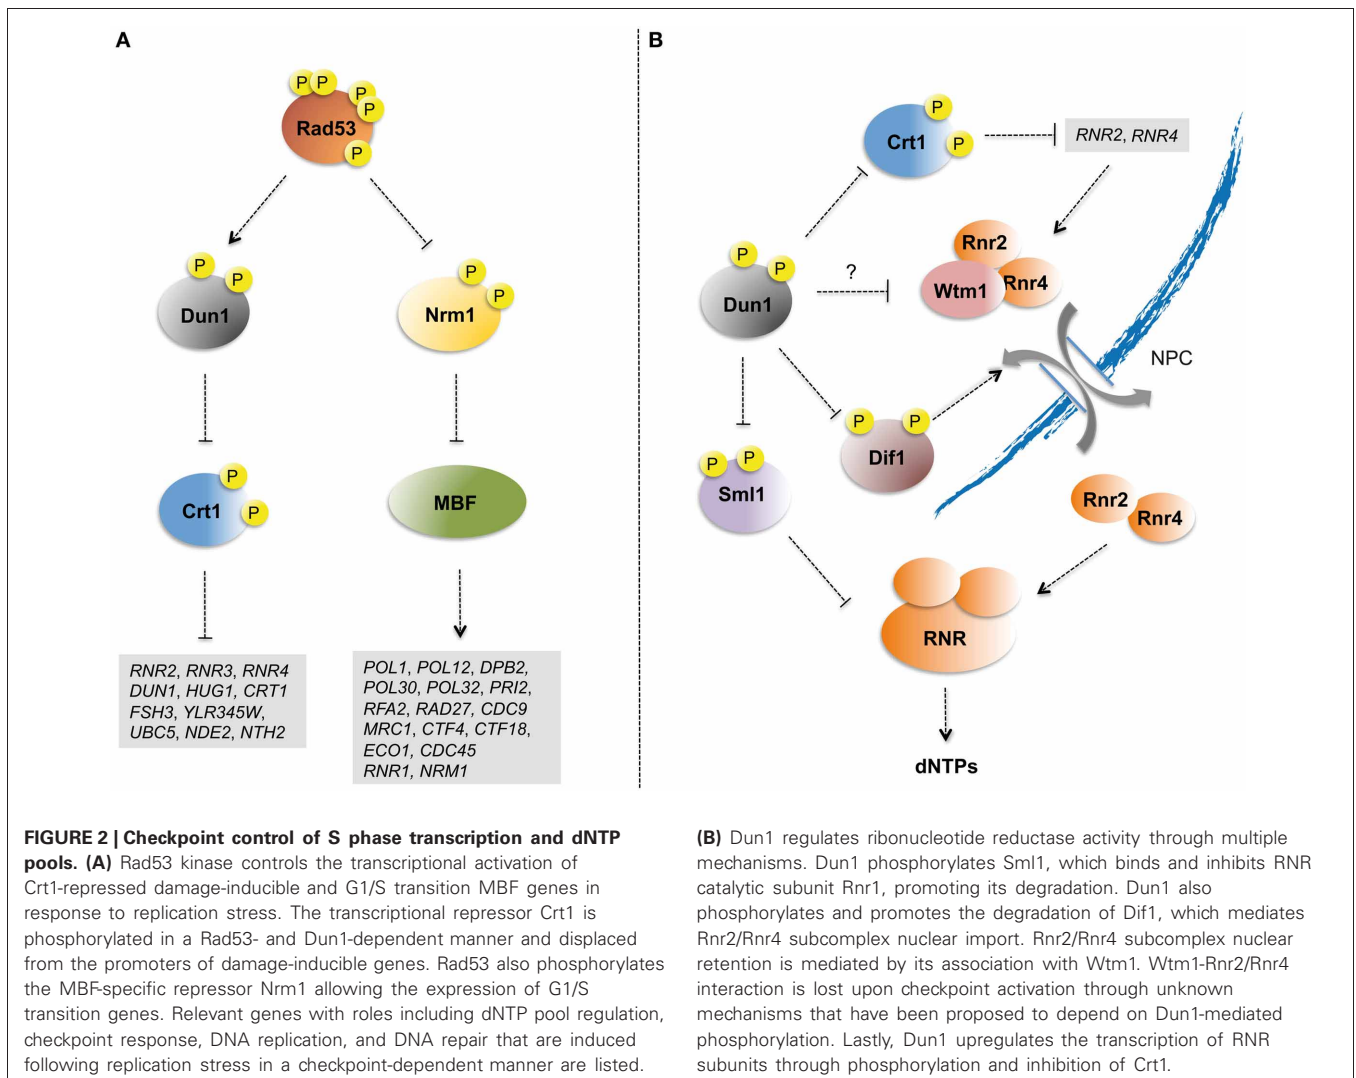 A
P P P
P
Rad53
P
P
P
Dun1
P
P
Nrm1
P
P
Crt1
MBF
RNR2, RNR3, RNR4
DUN1, HUG1, CRT1
FSH3, YLR345W,
UBC5, NDE2, NTH2
POL1, POL12, DPB2,
POL30, POL32, PRI2,
RFA2, RAD27, CDC9
MRC1, CTF4, CTF18,
ECO1, CDC45
RNR1, NRM1
B
P
P
Crt1
RNR2, RNR4
P
P
Dun1
?
Rnr2
Wtm1
Rnr4
NPC
P
P
Dif1
P
P
Sml1
Rnr2
Rnr4
RNR
dNTPs
FIGURE 2 | Checkpoint control of S phase transcription and dNTP
pools. (A) Rad53 kinase controls the transcriptional activation of
Crt1-repressed damage-inducible and G1/S transition MBF genes in
response to replication stress. The transcriptional repressor Crt1 is
phosphorylated in a Rad53- and Dun1-dependent manner and displaced
from the promoters of damage-inducible genes. Rad53 also phosphorylates
the MBF-specific repressor Nrm1 allowing the expression of G1/S
transition genes. Relevant genes with roles including dNTP pool regulation,
checkpoint response, DNA replication, and DNA repair that are induced
following replication stress in a checkpoint-dependent manner are listed.
(B) Dun1 regulates ribonucleotide reductase activity through multiple
mechanisms. Dun1 phosphorylates Sml1, which binds and inhibits RNR
catalytic subunit Rnr1, promoting its degradation. Dun1 also
phosphorylates and promotes the degradation of Dif1, which mediates
Rnr2/Rnr4 subcomplex nuclear import. Rnr2/Rnr4 subcomplex nuclear
retention is mediated by its association with Wtm1. Wtm1-Rnr2/Rnr4
interaction is lost upon checkpoint activation through unknown
mechanisms that have been proposed to depend on Dun1-mediated
phosphorylation. Lastly, Dun1 upregulates the transcription of RNR
subunits through phosphorylation and inhibition of Crt1.